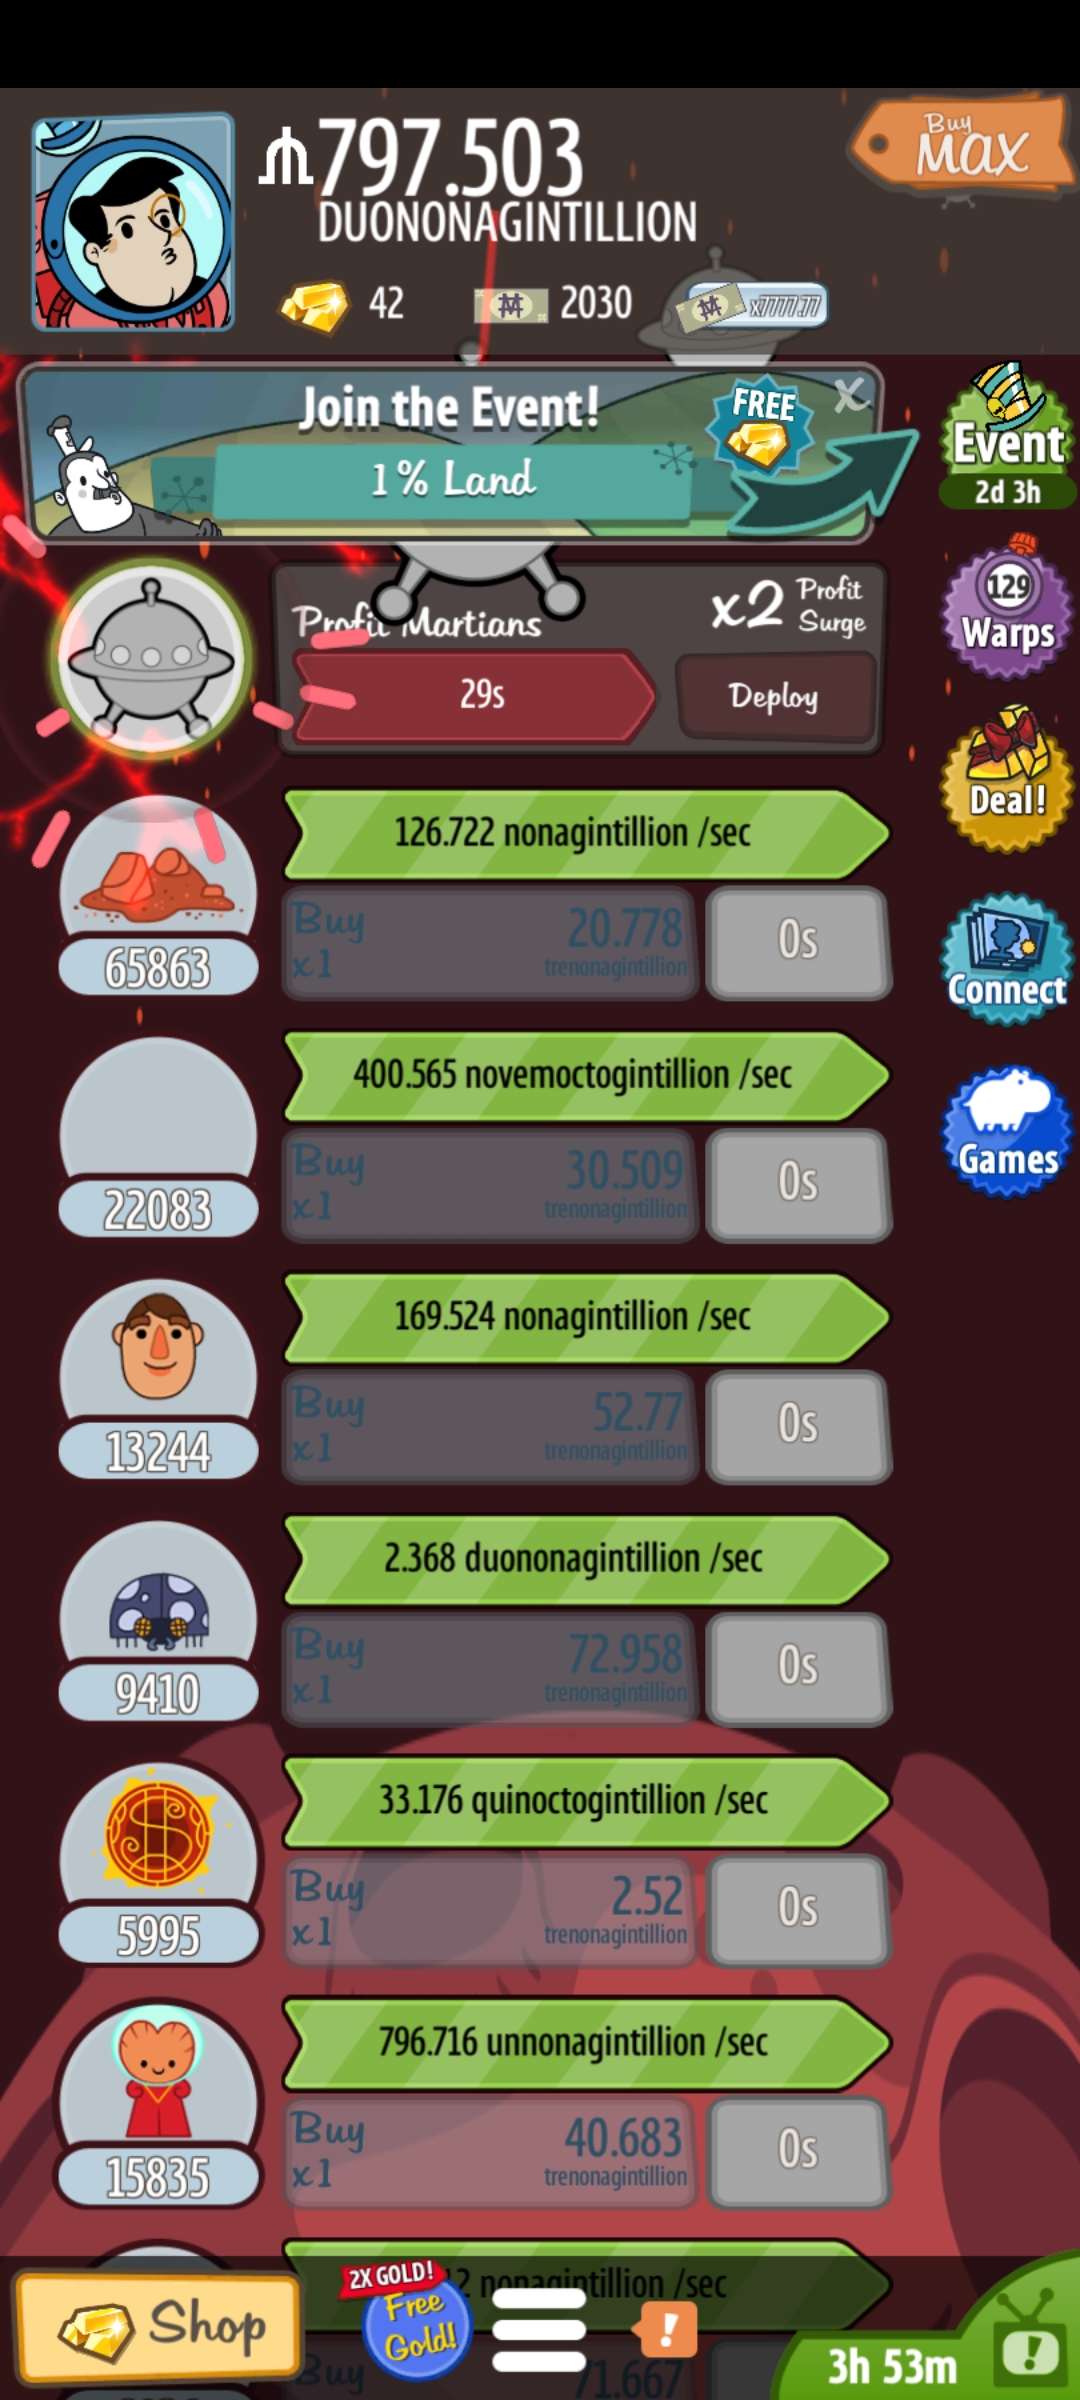 797.503
DUONONAGINTILLION
Buy
MAX
42
2030
x7777.77
Join the Event!
1% Land
FREE
X
Event
2d 3h
Profit Martians
x2 Profit Surge
29s
Deploy
129
Warps
Deal!
Connect
Games
126.722 nonagintillion /sec
65863
Buy x1
20.778
trenonagintillion
0s
400.565 novemoctogintillion /sec
22083
Buy x1
30.509
trenonagintillion
0s
169.524 nonagintillion /sec
13244
Buy x1
52.77
trenonagintillion
0s
2.368 duononagintillion /sec
9410
Buy x1
72.958
trenonagintillion
0s
33.176 quinoctogintillion /sec
5995
Buy x1
2.52
trenonagintillion
0s
796.716 unnonagintillion /sec
15835
Buy x1
40.683
trenonagintillion
0s
nonagintillion /sec
Buy
71.667
Shop
2X GOLD!
Free
Gold!
!
3h 53m
!